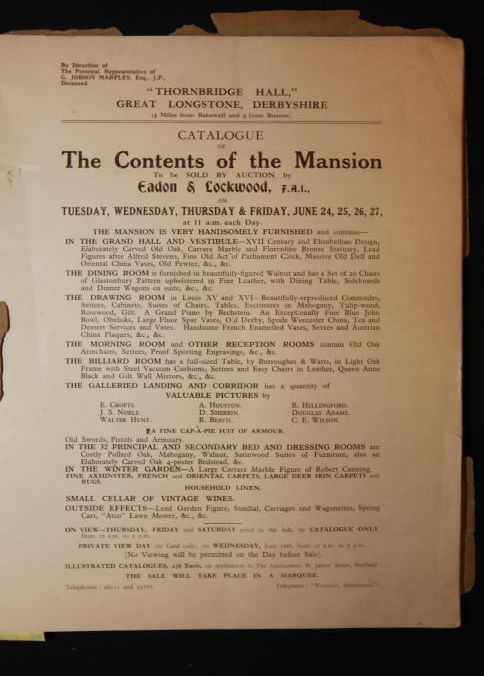 By Direction of
The Personal Representative of
G. JOBSON MARPLES, Esq., J.P.,
Deceased.
"THORNBRIDGE HALL,"
GREAT LONGSTONE, DERBYSHIRE
(3 Miles from Bakewell and 9 from Buxton).
CATALOGUE
OF
The Contents of the Mansion
To be SOLD BY AUCTION by
Eadon & Lockwood, F.A.I.,
ON
TUESDAY, WEDNESDAY, THURSDAY & FRIDAY, JUNE 24, 25, 26, 27,
at 11 a.m. each Day.
THE MANSION IS VERY HANDSOMELY FURNISHED and contains—
IN THE GRAND HALL AND VESTIBULE—XVII Century and Elizabethan Design,
Elaborately Carved Old Oak, Carrara Marble and Florentine Bronze Statuary, Lead
Figures after Alfred Stevens, Fine Old Act of Parliament Clock, Massive Old Delf and
Oriental China Vases, Old Pewter, &c., &c.
THE DINING ROOM is furnished in beautifully-figured Walnut and has a Set of 20 Chairs
of Glastonbury Pattern upholstered in Fine Leather, with Dining Table, Sideboards
and Dinner Wagons en suite, &c., &c.
THE DRAWING ROOM in Louis XV and XVI—Beautifully-reproduced Commodes,
Settees, Cabinets, Suites of Chairs, Tables, Escritoires in Mahogany, Tulip-wood,
Rosewood, Gilt. A Grand Piano by Bechstein. An Exceptionally Fine Blue John
Bowl, Obelisks, Large Fluor Spar Vases, O'd Derby, Spode Worcester China, Tea and
Dessert Services and Vases. Handsome French Enamelled Vases, Sevres and Austrian
China Plaques, &c., &c.
THE MORNING ROOM and OTHER RECEPTION ROOMS contain Old Oak
Armchairs, Settees, Proof Sporting Engravings, &c., &c.
THE BILLIARD ROOM has a full-sized Table, by Burroughes & Watts, in Light Oak
Frame with Steel Vacuum Cushions, Settees and Easy Chairs in Leather, Queen Anne
Black and Gilt Wall Mirrors, &c., &c.
THE GALLERIED LANDING AND CORRIDOR has a quantity of
VALUABLE PICTURES by
E. Crofts. A. Houston. R. Hillingford.
J. S. Noble. D. Sherrin. Douglas Adams.
Walter Hunt. R. Beavis. C. E. Wilson.
A FINE CAP-À-PIE SUIT OF ARMOUR.
Old Swords, Pistols and Armoury.
IN THE 32 PRINCIPAL AND SECONDARY BED AND DRESSING ROOMS are
Costly Pollard Oak, Mahogany, Walnut, Satinwood Suites of Furniture, also an
Elaborately Carved Oak 4-poster Bedstead, &c.
IN THE WINTER GARDEN—A Large Carrara Marble Figure of Robert Canning.
FINE AXMINSTER, FRENCH and ORIENTAL CARPETS, LARGE DEER SKIN CARPETS and
RUGS.
HOUSEHOLD LINEN.
SMALL CELLAR OF VINTAGE WINES.
OUTSIDE EFFECTS—Lead Garden Figure, Sundial, Carriages and Wagonettes, Spring
Cart, "Atco" Lawn Mower, &c., &c.
ON VIEW—THURSDAY, FRIDAY and SATURDAY prior to the Sale, by CATALOGUE ONLY
from 10 a.m. to
PRIVATE VIEW DAY (by Card only), on WEDNESDAY, June 18th, from 10 a.m. to
(No Viewing will be permitted on the Day before Sale).
ILLUSTRATED CATALOGUES, 2/6 Each, on application to The Auctioneers, St. James' Street, Sheffield
THE SALE WILL TAKE PLACE IN A MARQUEE.
Telephones: and Telegrams: